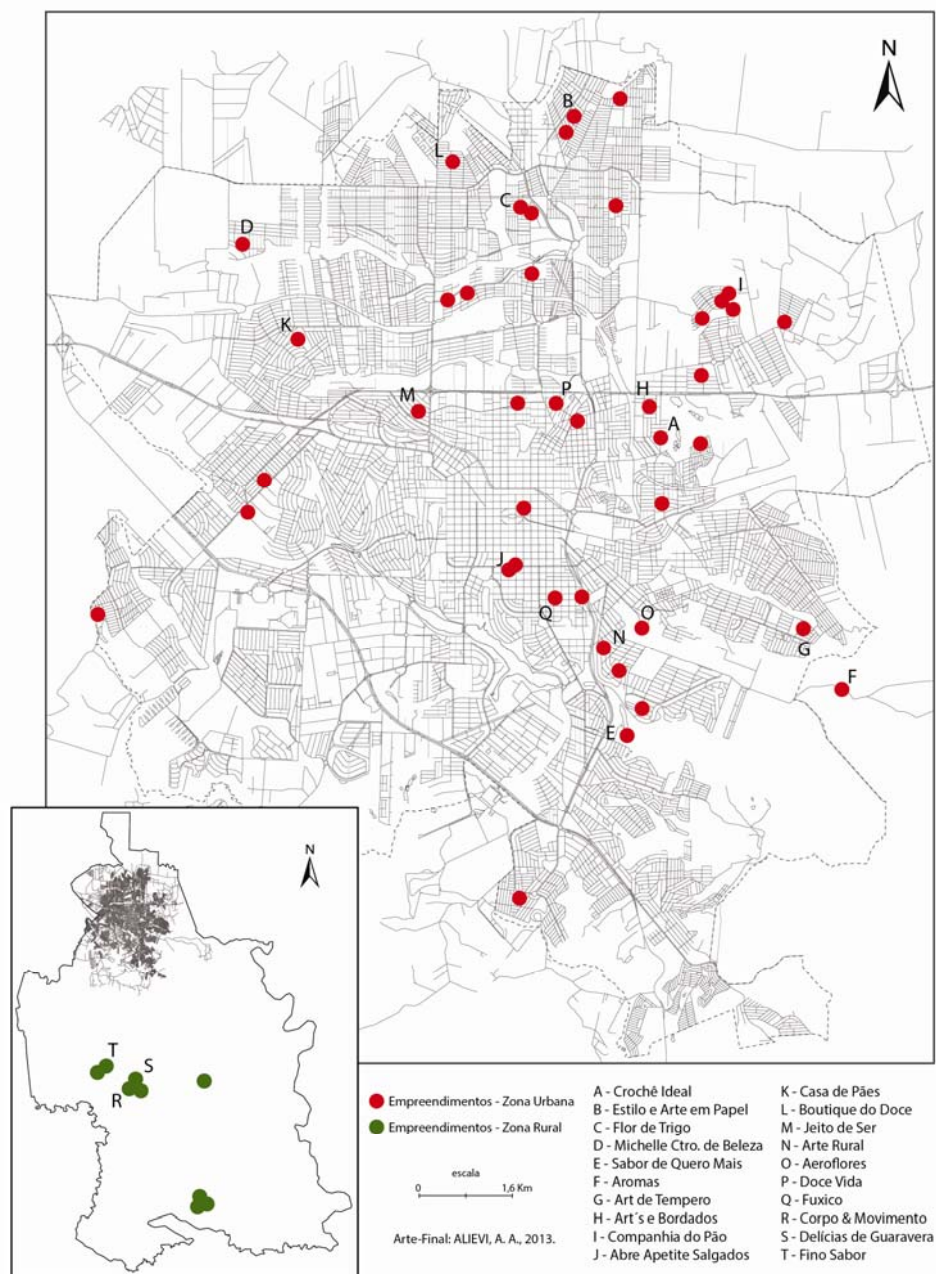 N
B
L
C
D
I
K
M
P
H
A
J
Q
O
N
G
F
E
N
T
S
R
Empreendimentos - Zona Urbana
Empreendimentos - Zona Rural
escala
0 1,6 Km
Arte-Final: ALIEVI, A. A., 2013.
A - Crochê Ideal
B - Estilo e Arte em Papel
C - Flor de Trigo
D - Michelle Ctro. de Beleza
E - Sabor de Quero Mais
F - Aromas
G - Art de Tempero
H - Art´s e Bordados
I - Companhia do Pão
J - Abre Apetite Salgados
K - Casa de Pães
L - Boutique do Doce
M - Jeito de Ser
N - Arte Rural
O - Aeroflores
P - Doce Vida
Q - Fuxico
R - Corpo & Movimento
S - Delícias de Guaravera
T - Fino Sabor